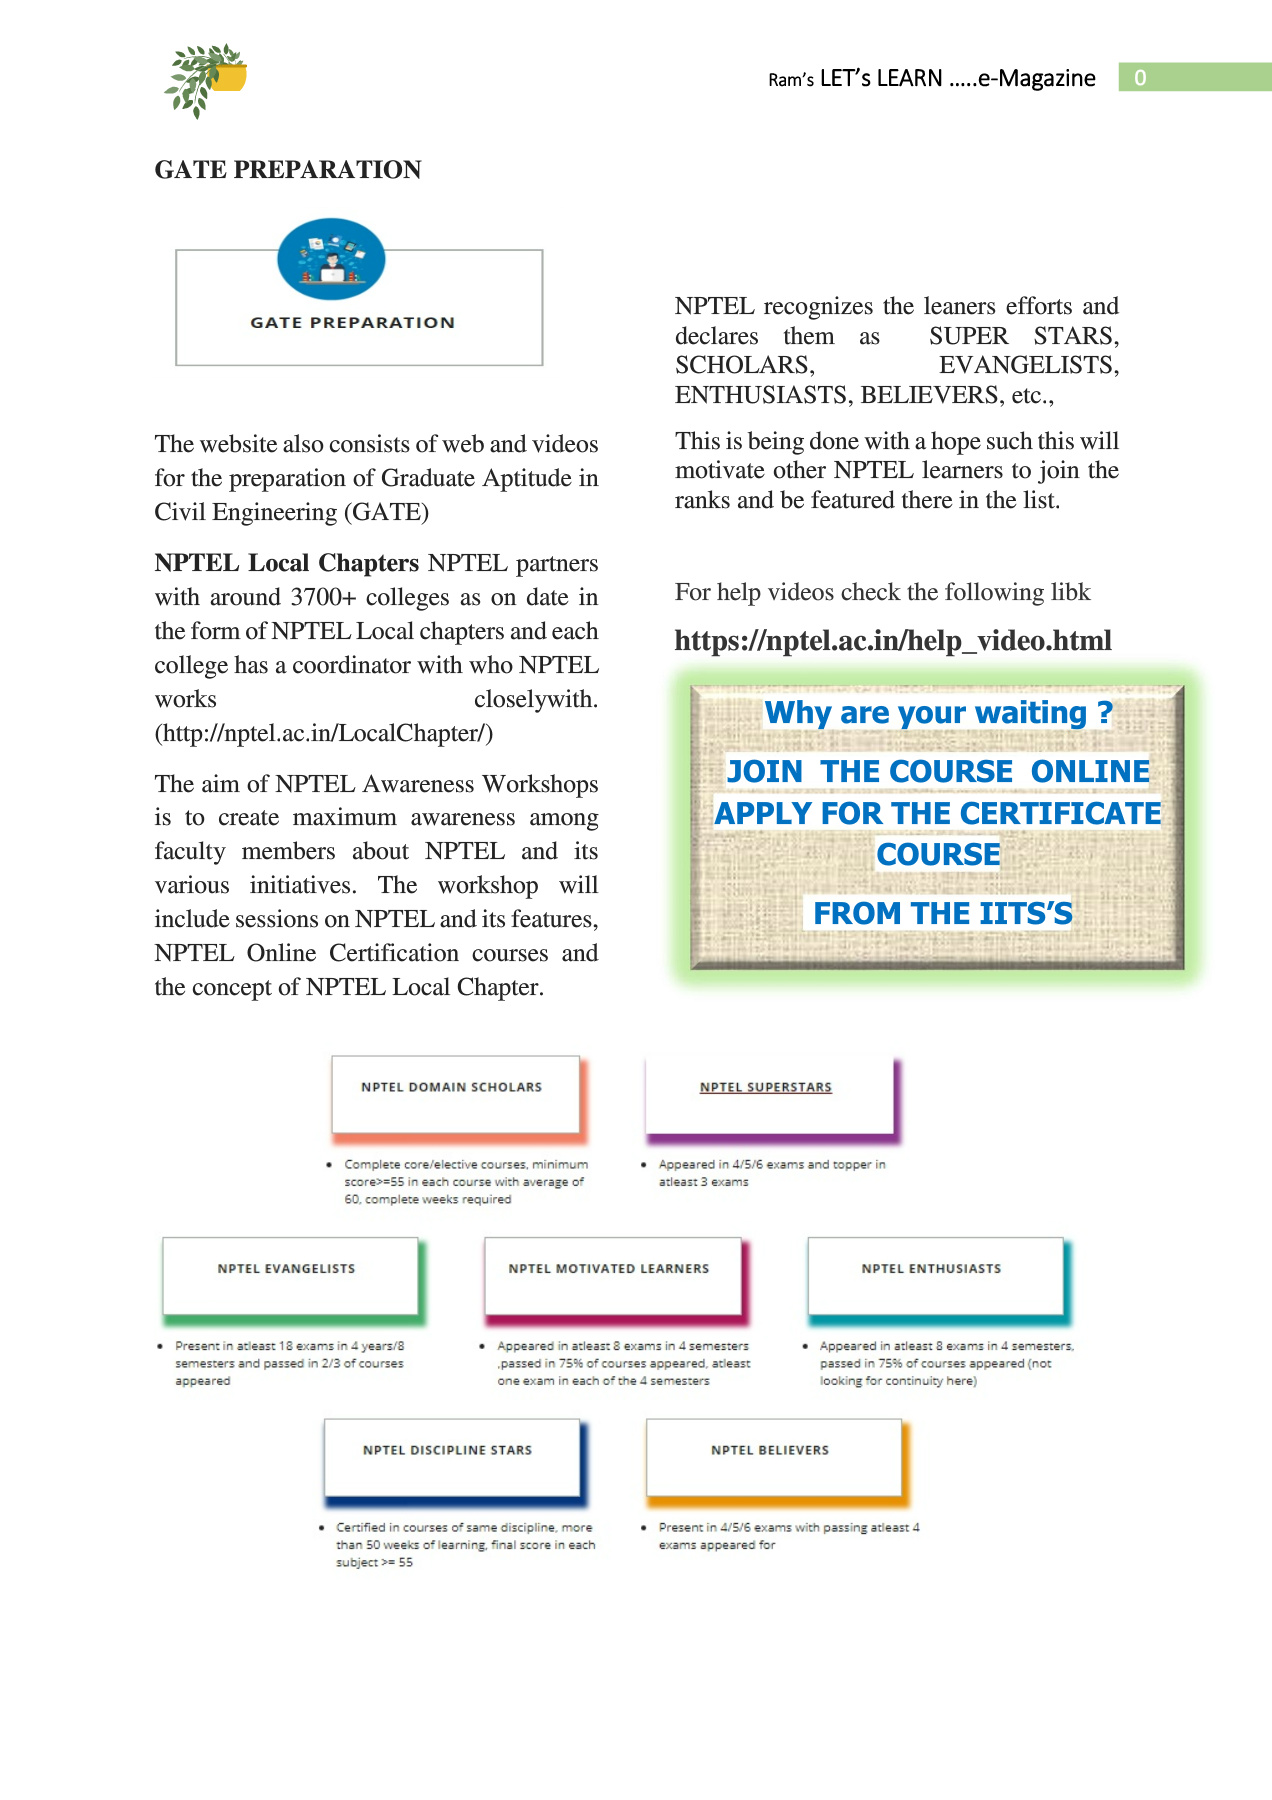 Ram's LET's LEARN .....e-Magazine 0
GATE PREPARATION
GATE PREPARATION
The website also consists of web and videos
for the preparation of Graduate Aptitude in
Civil Engineering (GATE)
NPTEL Local Chapters NPTEL partners
with around 3700+ colleges as on date in
the form of NPTEL Local chapters and each
college has a coordinator with who NPTEL
works closelywith.
(http://nptel.ac.in/LocalChapter/)
The aim of NPTEL Awareness Workshops
is to create maximum awareness among
faculty members about NPTEL and its
various initiatives. The workshop will
include sessions on NPTEL and its features,
NPTEL Online Certification courses and
the concept of NPTEL Local Chapter.
NPTEL recognizes the leaners efforts and
declares them as SUPER STARS,
SCHOLARS, EVANGELISTS,
ENTHUSIASTS, BELIEVERS, etc.,
This is being done with a hope such this will
motivate other NPTEL learners to join the
ranks and be featured there in the list.
For help videos check the following libk
https://nptel.ac.in/help_video.html
Why are your waiting ?
JOIN THE COURSE ONLINE
APPLY FOR THE CERTIFICATE
COURSE
FROM THE IITS'S
NPTEL DOMAIN SCHOLARS
• Complete core/elective courses, minimum
score>=55 in each course with average of
60, complete weeks required
NPTEL SUPERSTARS
• Appeared in 4/5/6 exams and topper in
atleast 3 exams
NPTEL EVANGELISTS
• Present in atleast 18 exams in 4 years/8
semesters and passed in 2/3 of courses
appeared
NPTEL MOTIVATED LEARNERS
• Appeared in atleast 8 exams in 4 semesters
,passed in 75% of courses appeared, atleast
one exam in each of the 4 semesters
NPTEL ENTHUSIASTS
• Appeared in atleast 8 exams in 4 semesters,
passed in 75% of courses appeared (not
looking for continuity here)
NPTEL DISCIPLINE STARS
• Certified in courses of same discipline, more
than 50 weeks of learning, final score in each
subject >= 55
NPTEL BELIEVERS
• Present in 4/5/6 exams with passing atleast 4
exams appeared for